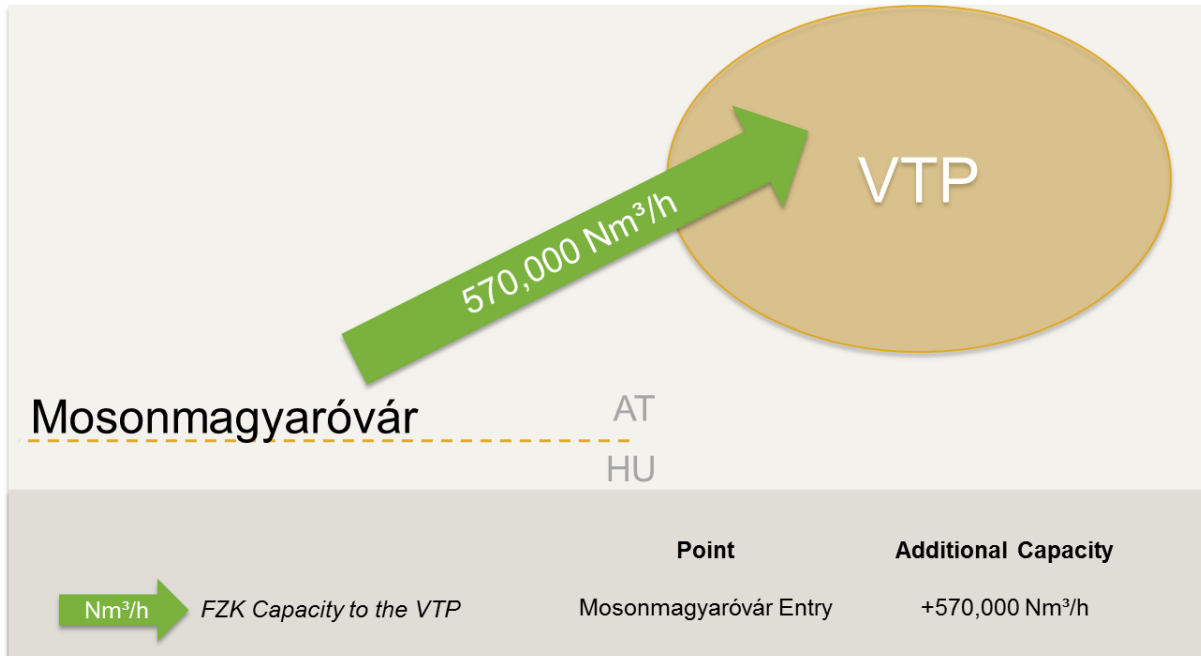 VTP
570,000 Nm³/h
Mosonmagyaróvár
AT
HU
Point Additional Capacity
Nm³/h FZK Capacity to the VTP Mosonmagyaróvár Entry +570,000 Nm³/h